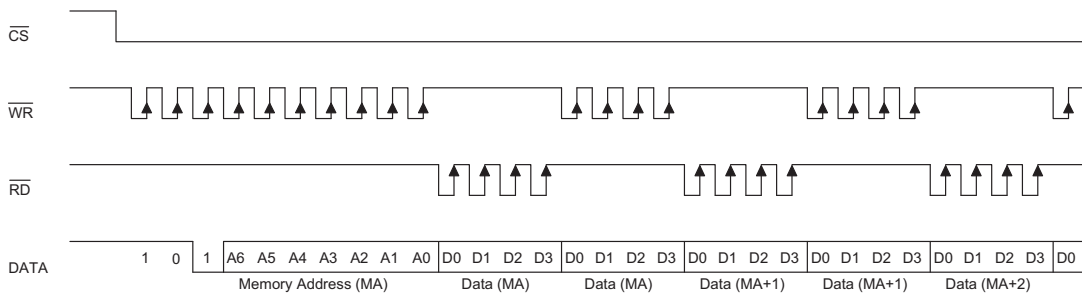 CS
WR
RD
DATA 1 0 1 A6 A5 A4 A3 A2 A1 A0 D0 D1 D2 D3 D0 D1 D2 D3 D0 D1 D2 D3 D0 D1 D2 D3 D0 D1 D2 D3 D0
Memory Address (MA) Data (MA) Data (MA) Data (MA+1) Data (MA+1) Data (MA+2)